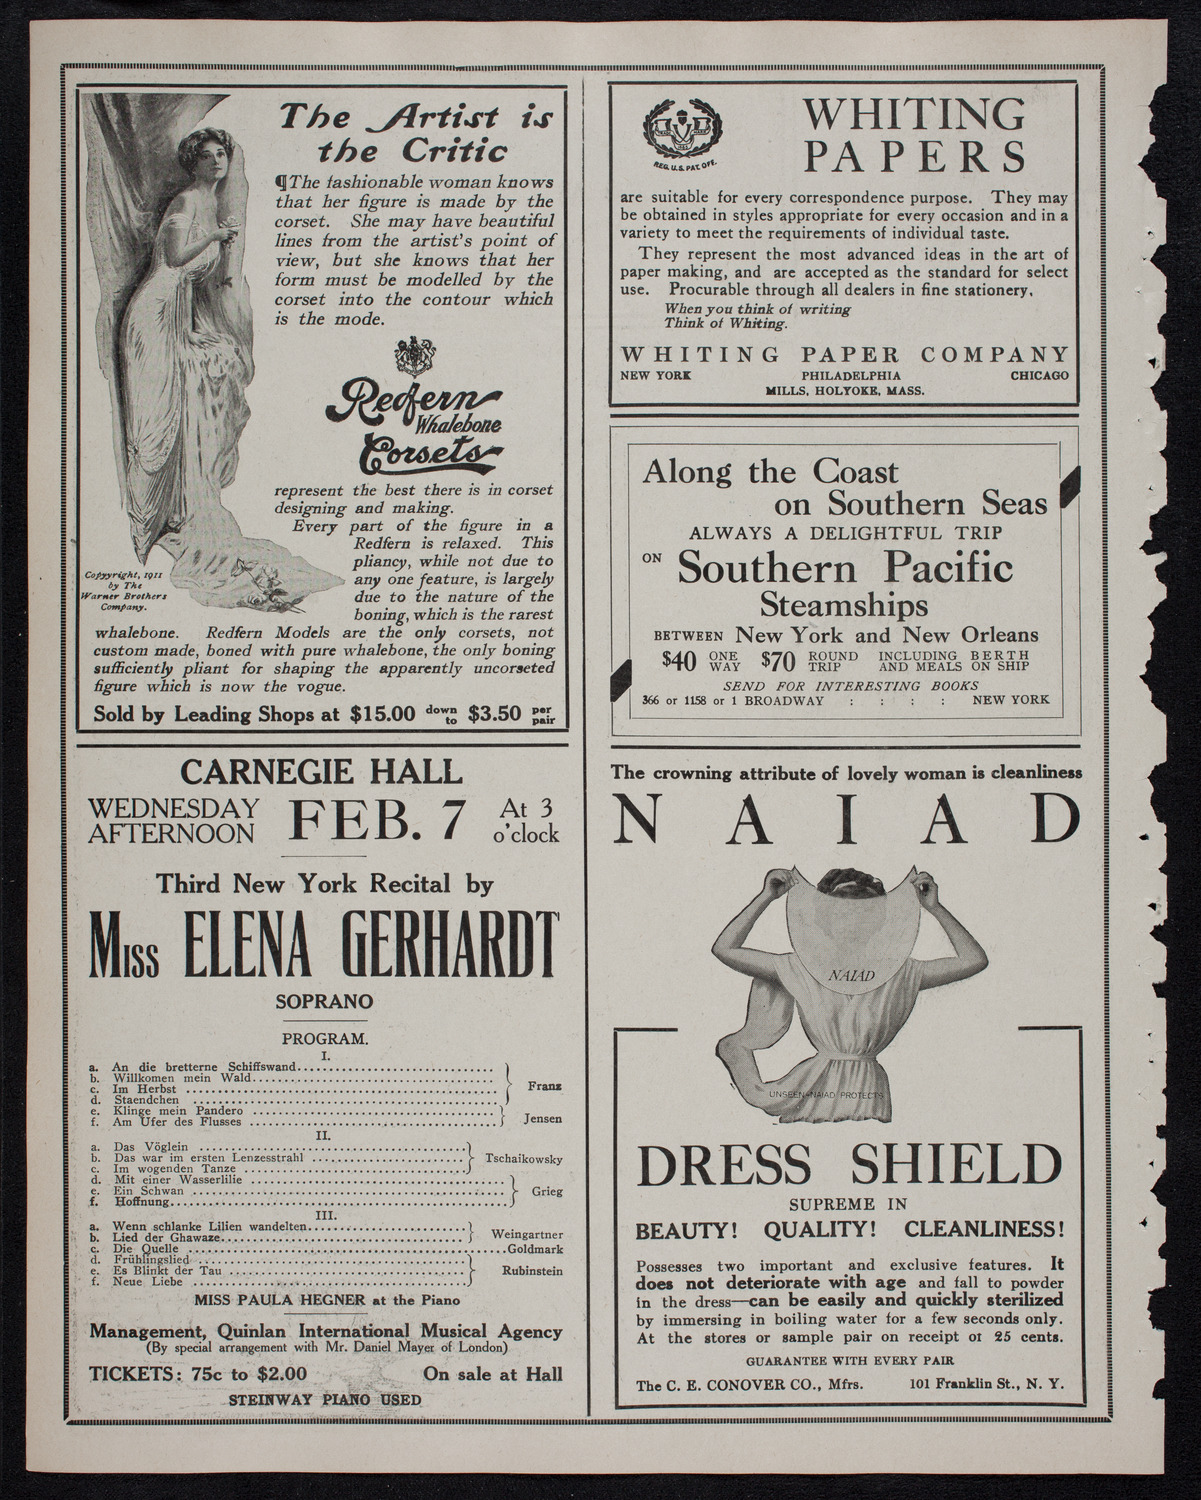 The Artist is
the Critic
¶The fashionable woman knows
that her figure is made by the
corset. She may have beautiful
lines from the artist's point of
view, but she knows that her
form must be modelled by the
corset into the contour which
is the mode.
Redfern
Whalebone
Corsets
represent the best there is in corset
designing and making.
Every part of the figure in a
Redfern is relaxed. This
pliancy, while not due to
any one feature, is largely
due to the nature of the
boning, which is the rarest
Copyright, 1911
by The
Warner Brothers
Company.
whalebone. Redfern Models are the only corsets, not
custom made, boned with pure whalebone, the only boning
sufficiently pliant for shaping the apparently uncorseted
figure which is now the vogue.
Sold by Leading Shops at $15.00 down to $3.50 per pair
CARNEGIE HALL
WEDNESDAY AFTERNOON FEB. 7 At 3 o'clock
Third New York Recital by
Miss ELENA GERHARDT
SOPRANO
PROGRAM.
I.
a. An die bretterne Schiffswand
b. Willkomen mein Wald
c. Im Herbst
d. Staendchen
Franz
e. Klinge mein Pandero
f. Am Ufer des Flusses
Jensen
II.
a. Das Vöglein
b. Das war im ersten Lenzesstrahl
c. Im wogenden Tanze
Tschaikowsky
d. Mit einer Wasserlilie
e. Ein Schwan
f. Hoffnung
Grieg
III.
a. Wenn schlanke Lilien wandelten
b. Lied der Ghawaze
Weingartner
c. Die Quelle Goldmark
d. Frühlingslied
e. Es Blinkt der Tau
f. Neue Liebe
Rubinstein
MISS PAULA HEGNER at the Piano
Management, Quinlan International Musical Agency
(By special arrangement with Mr. Daniel Mayer of London)
TICKETS: 75c to $2.00 On sale at Hall
STEINWAY PIANO USED
REG. U.S. PAT. OFF.
WHITING
PAPERS
are suitable for every correspondence purpose. They may
be obtained in styles appropriate for every occasion and in a
variety to meet the requirements of individual taste.
They represent the most advanced ideas in the art of
paper making, and are accepted as the standard for select
use. Procurable through all dealers in fine stationery,
When you think of writing
Think of Whiting.
WHITING PAPER COMPANY
NEW YORK PHILADELPHIA CHICAGO
MILLS, HOLYOKE, MASS.
Along the Coast
on Southern Seas
ALWAYS A DELIGHTFUL TRIP
ON Southern Pacific
Steamships
BETWEEN New York and New Orleans
$40 ONE WAY $70 ROUND TRIP INCLUDING BERTH AND MEALS ON SHIP
SEND FOR INTERESTING BOOKS
366 or 1158 or 1 BROADWAY : : : : NEW YORK
The crowning attribute of lovely woman is cleanliness
NAIAD
NAIAD
UNSEEN-NAIAD PROTECTS
DRESS SHIELD
SUPREME IN
BEAUTY! QUALITY! CLEANLINESS!
Possesses two important and exclusive features. It
does not deteriorate with age and fall to powder
in the dress—can be easily and quickly sterilized
by immersing in boiling water for a few seconds only.
At the stores or sample pair on receipt of 25 cents.
GUARANTEE WITH EVERY PAIR
The C. E. CONOVER CO., Mfrs. 101 Franklin St., N. Y.